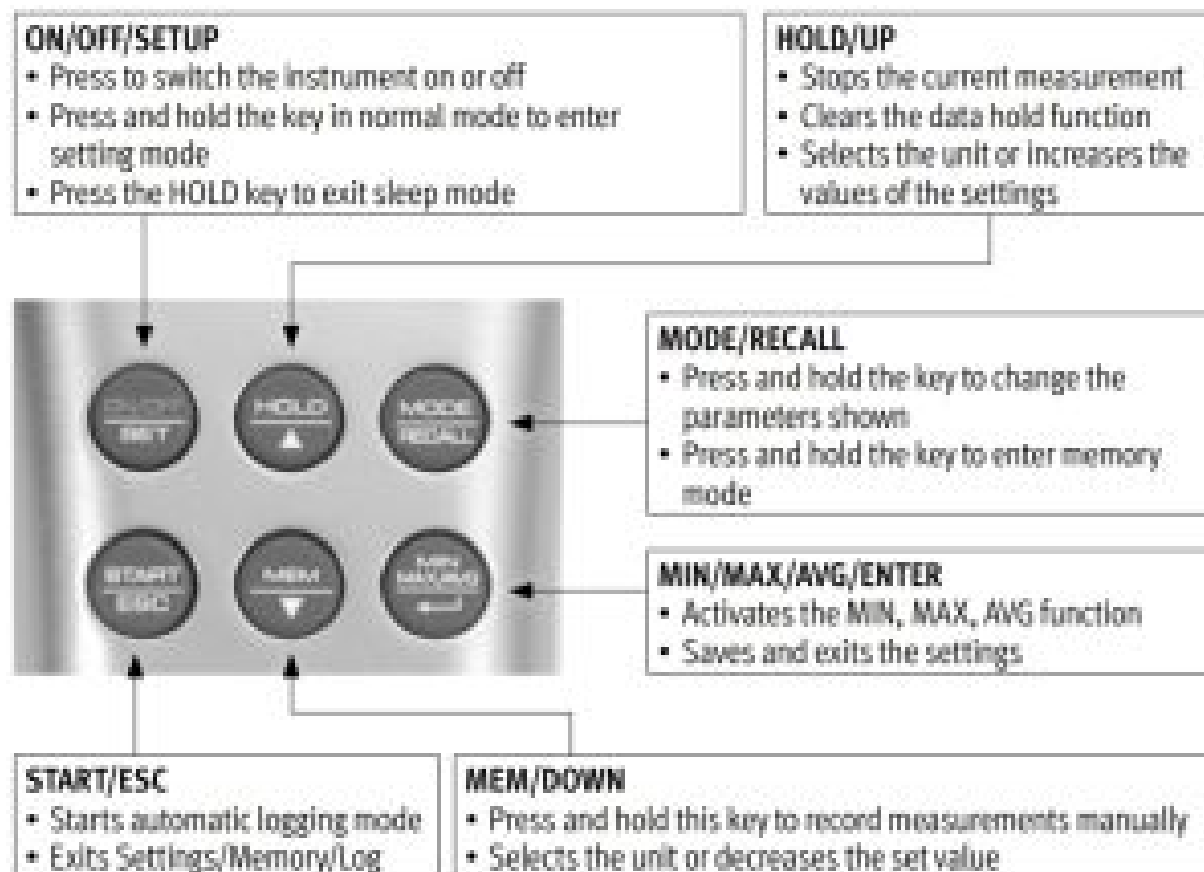 ON/OFF/SETUP
• Press to switch the instrument on or off
• Press and hold the key in normal mode to enter
setting mode
• Press the HOLD key to exit sleep mode
HOLD/UP
• Stops the current measurement
• Clears the data hold function
• Selects the unit or increases the
values of the settings
MODE/RECALL
• Press and hold the key to change the
parameters shown
• Press and hold the key to enter memory
mode
MIN/MAX/AVG/ENTER
• Activates the MIN, MAX, AVG function
• Saves and exits the settings
START/ESC
• Starts automatic logging mode
• Exits Settings/Memory/Log
MEM/DOWN
• Press and hold this key to record measurements manually
• Selects the unit or decreases the set value
SET
HOLD
MODE
RECALL
START
ESC
MEM
MIN
MAX/AVG